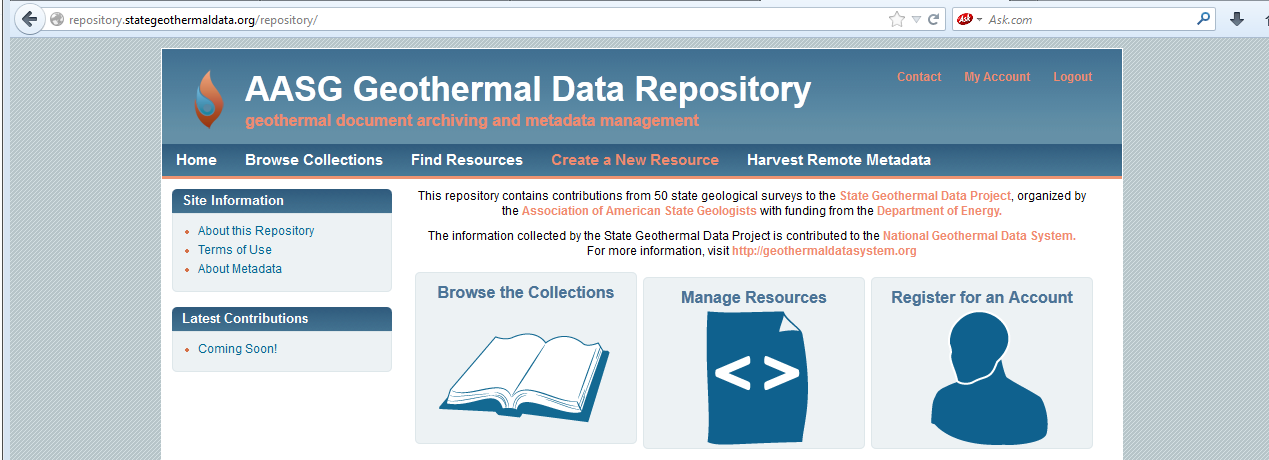 repository.stategeothermaldata.org/repository/
Ask
Ask.com
AASG Geothermal Data Repository
geothermal document archiving and metadata management
Contact My Account Logout
Home Browse Collections Find Resources Create a New Resource Harvest Remote Metadata
Site Information
About this Repository
Terms of Use
About Metadata
Latest Contributions
Coming Soon!
This repository contains contributions from 50 state geological surveys to the State Geothermal Data Project, organized by
the Association of American State Geologists with funding from the Department of Energy.
The information collected by the State Geothermal Data Project is contributed to the National Geothermal Data System.
For more information, visit http://geothermaldatasystem.org
Browse the Collections
Manage Resources
< >
Register for an Account